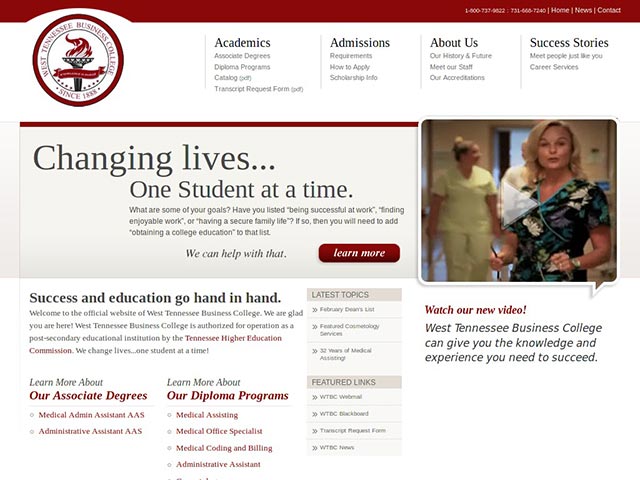 1-800-737-9822 : 731-668-7240 | Home | News | Contact
WEST TENNESSEE BUSINESS COLLEGE
SINCE 1888
Academics
Associate Degrees
Diploma Programs
Catalog (pdf)
Transcript Request Form (pdf)
Admissions
Requirements
How to Apply
Scholarship Info
About Us
Our History & Future
Meet our Staff
Our Accreditations
Success Stories
Meet people just like you
Career Services
Changing lives...
One Student at a time.
What are some of your goals? Have you listed “being successful at work”, “finding
enjoyable work”, or “having a secure family life”? If so, then you will need to add
“obtaining a college education” to that list.
We can help with that.
learn more
Success and education go hand in hand.
Welcome to the official website of West Tennessee Business College. We are glad
you are here! West Tennessee Business College is authorized for operation as a
post-secondary educational institution by the Tennessee Higher Education
Commission. We change lives...one student at a time!
Learn More About
Our Associate Degrees
Medical Admin Assistant AAS
Administrative Assistant AAS
Learn More About
Our Diploma Programs
Medical Assisting
Medical Office Specialist
Medical Coding and Billing
Administrative Assistant
LATEST TOPICS
February Dean's List
Featured Cosmetology
Services
32 Years of Medical
Assisting!
FEATURED LINKS
WTBC Webmail
WTBC Blackboard
Transcript Request Form
WTBC News
Watch our new video!
West Tennessee Business College
can give you the knowledge and
experience you need to succeed.